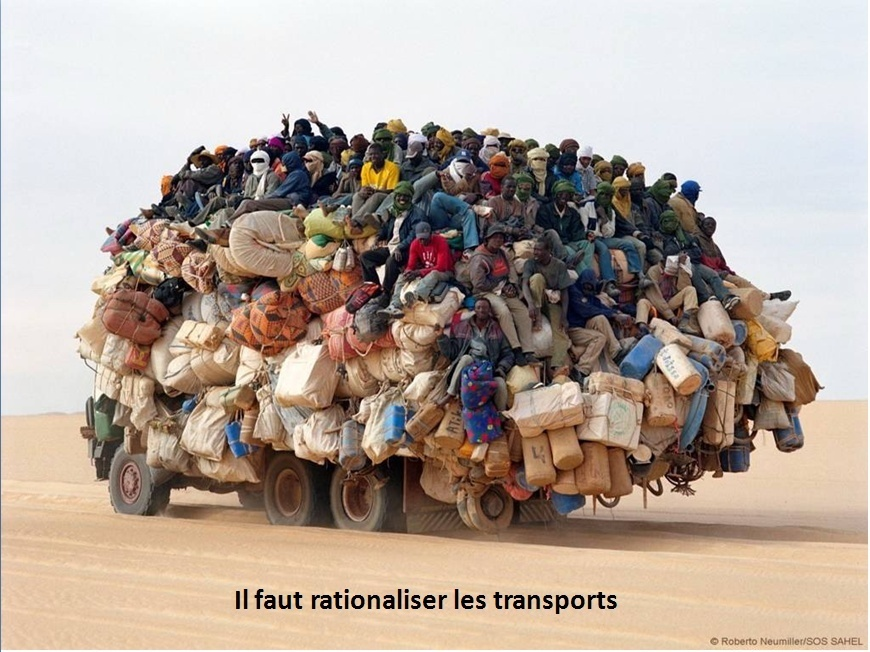 Il faut rationaliser les transports
© Roberto Neumiller/SOS SAHEL